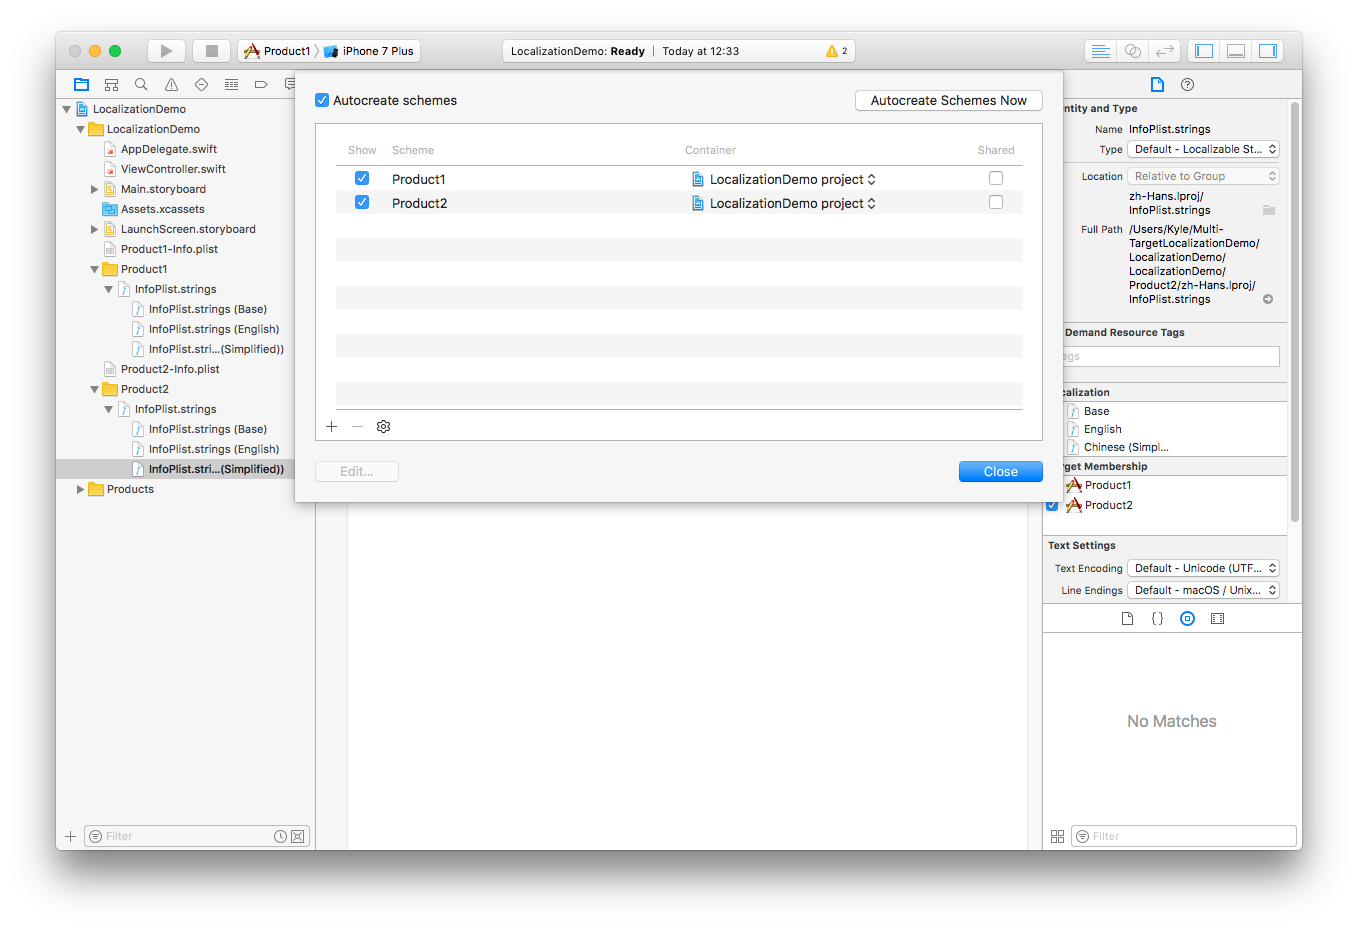 Product1 iPhone 7 Plus
LocalizationDemo: Ready | Today at 12:33
2
LocalizationDemo
LocalizationDemo
AppDelegate.swift
ViewController.swift
Main.storyboard
Assets.xcassets
LaunchScreen.storyboard
Product1-Info.plist
Product1
InfoPlist.strings
InfoPlist.strings (Base)
InfoPlist.strings (English)
InfoPlist.stri...(Simplified))
Product2-Info.plist
Product2
InfoPlist.strings
InfoPlist.strings (Base)
InfoPlist.strings (English)
InfoPlist.stri...(Simplified))
Products
Filter
Autocreate schemes
Autocreate Schemes Now
Show Scheme Container Shared
Product1 LocalizationDemo project
Product2 LocalizationDemo project
Edit...
Close
ntity and Type
Name InfoPlist.strings
Type Default - Localizable St...
Location Relative to Group
zh-Hans.lproj/
InfoPlist.strings
Full Path /Users/Kyle/Multi-
TargetLocalizationDemo/
LocalizationDemo/
LocalizationDemo/
Product2/zh-Hans.lproj/
InfoPlist.strings
Demand Resource Tags
ags
calization
Base
English
Chinese (Simpl...
rget Membership
Product1
Product2
Text Settings
Text Encoding Default - Unicode (UTF...
Line Endings Default - macOS / Unix...
{}
No Matches
Filter